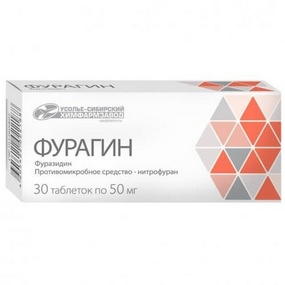 УСОЛЬЕ-СИБИРСКИЙ
ХИМФАРМЗАВОД
ФУРАГИН
Фуразидин
Противомикробное средство - нитрофуран
30 таблеток по 50 мг